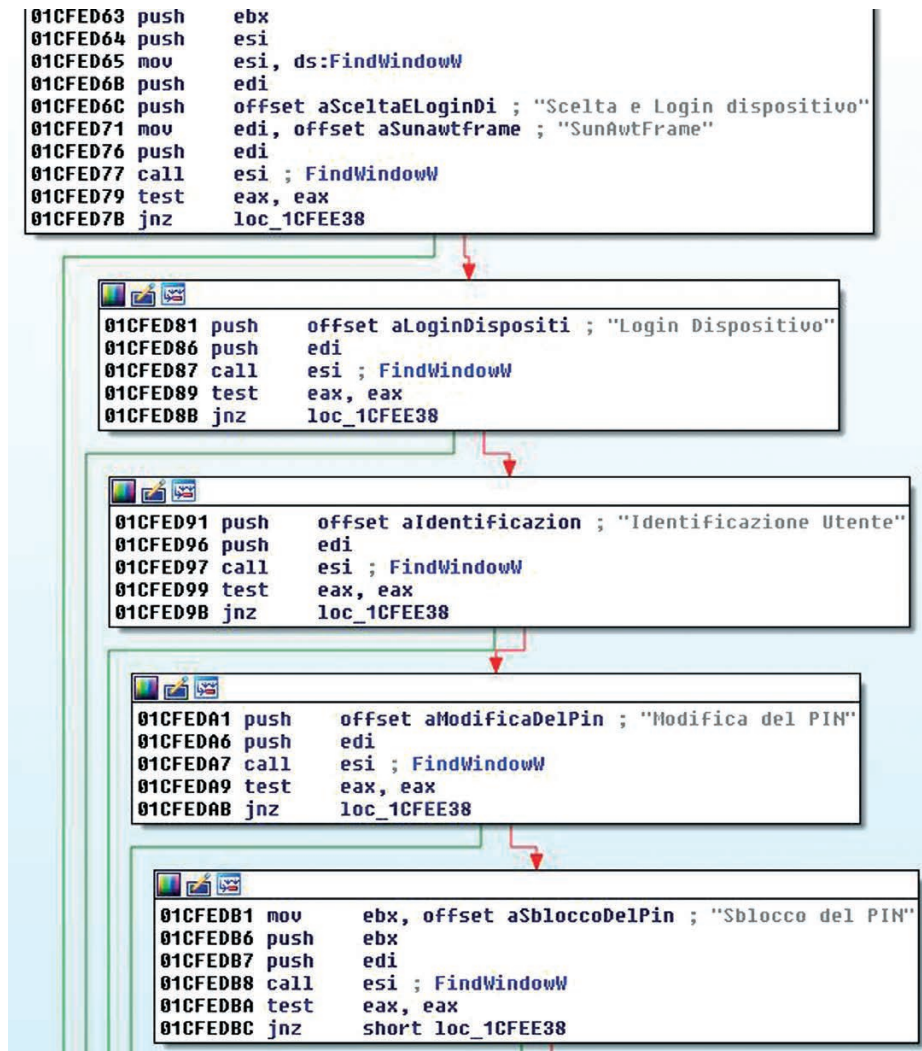 01CFED63 push ebx
01CFED64 push esi
01CFED65 mov esi, ds:FindWindowW
01CFED6B push edi
01CFED6C push offset aSceltaELoginDi ; "Scelta e Login dispositivo"
01CFED71 mov edi, offset aSunawtframe ; "SunAwtFrame"
01CFED76 push edi
01CFED77 call esi ; FindWindowW
01CFED79 test eax, eax
01CFED7B jnz loc_1CFEE38
01CFED81 push offset aLoginDispositi ; "Login Dispositivo"
01CFED86 push edi
01CFED87 call esi ; FindWindowW
01CFED89 test eax, eax
01CFED8B jnz loc_1CFEE38
01CFED91 push offset aIdentificazion ; "Identificazione Utente"
01CFED96 push edi
01CFED97 call esi ; FindWindowW
01CFED99 test eax, eax
01CFED9B jnz loc_1CFEE38
01CFEDA1 push offset aModificaDelPin ; "Modifica del PIN"
01CFEDA6 push edi
01CFEDA7 call esi ; FindWindowW
01CFEDA9 test eax, eax
01CFEDAB jnz loc_1CFEE38
01CFEDB1 mov ebx, offset aSbloccoDelPin ; "Sblocco del PIN"
01CFEDB6 push ebx
01CFEDB7 push edi
01CFEDB8 call esi ; FindWindowW
01CFEDBA test eax, eax
01CFEDBC jnz short loc_1CFEE38